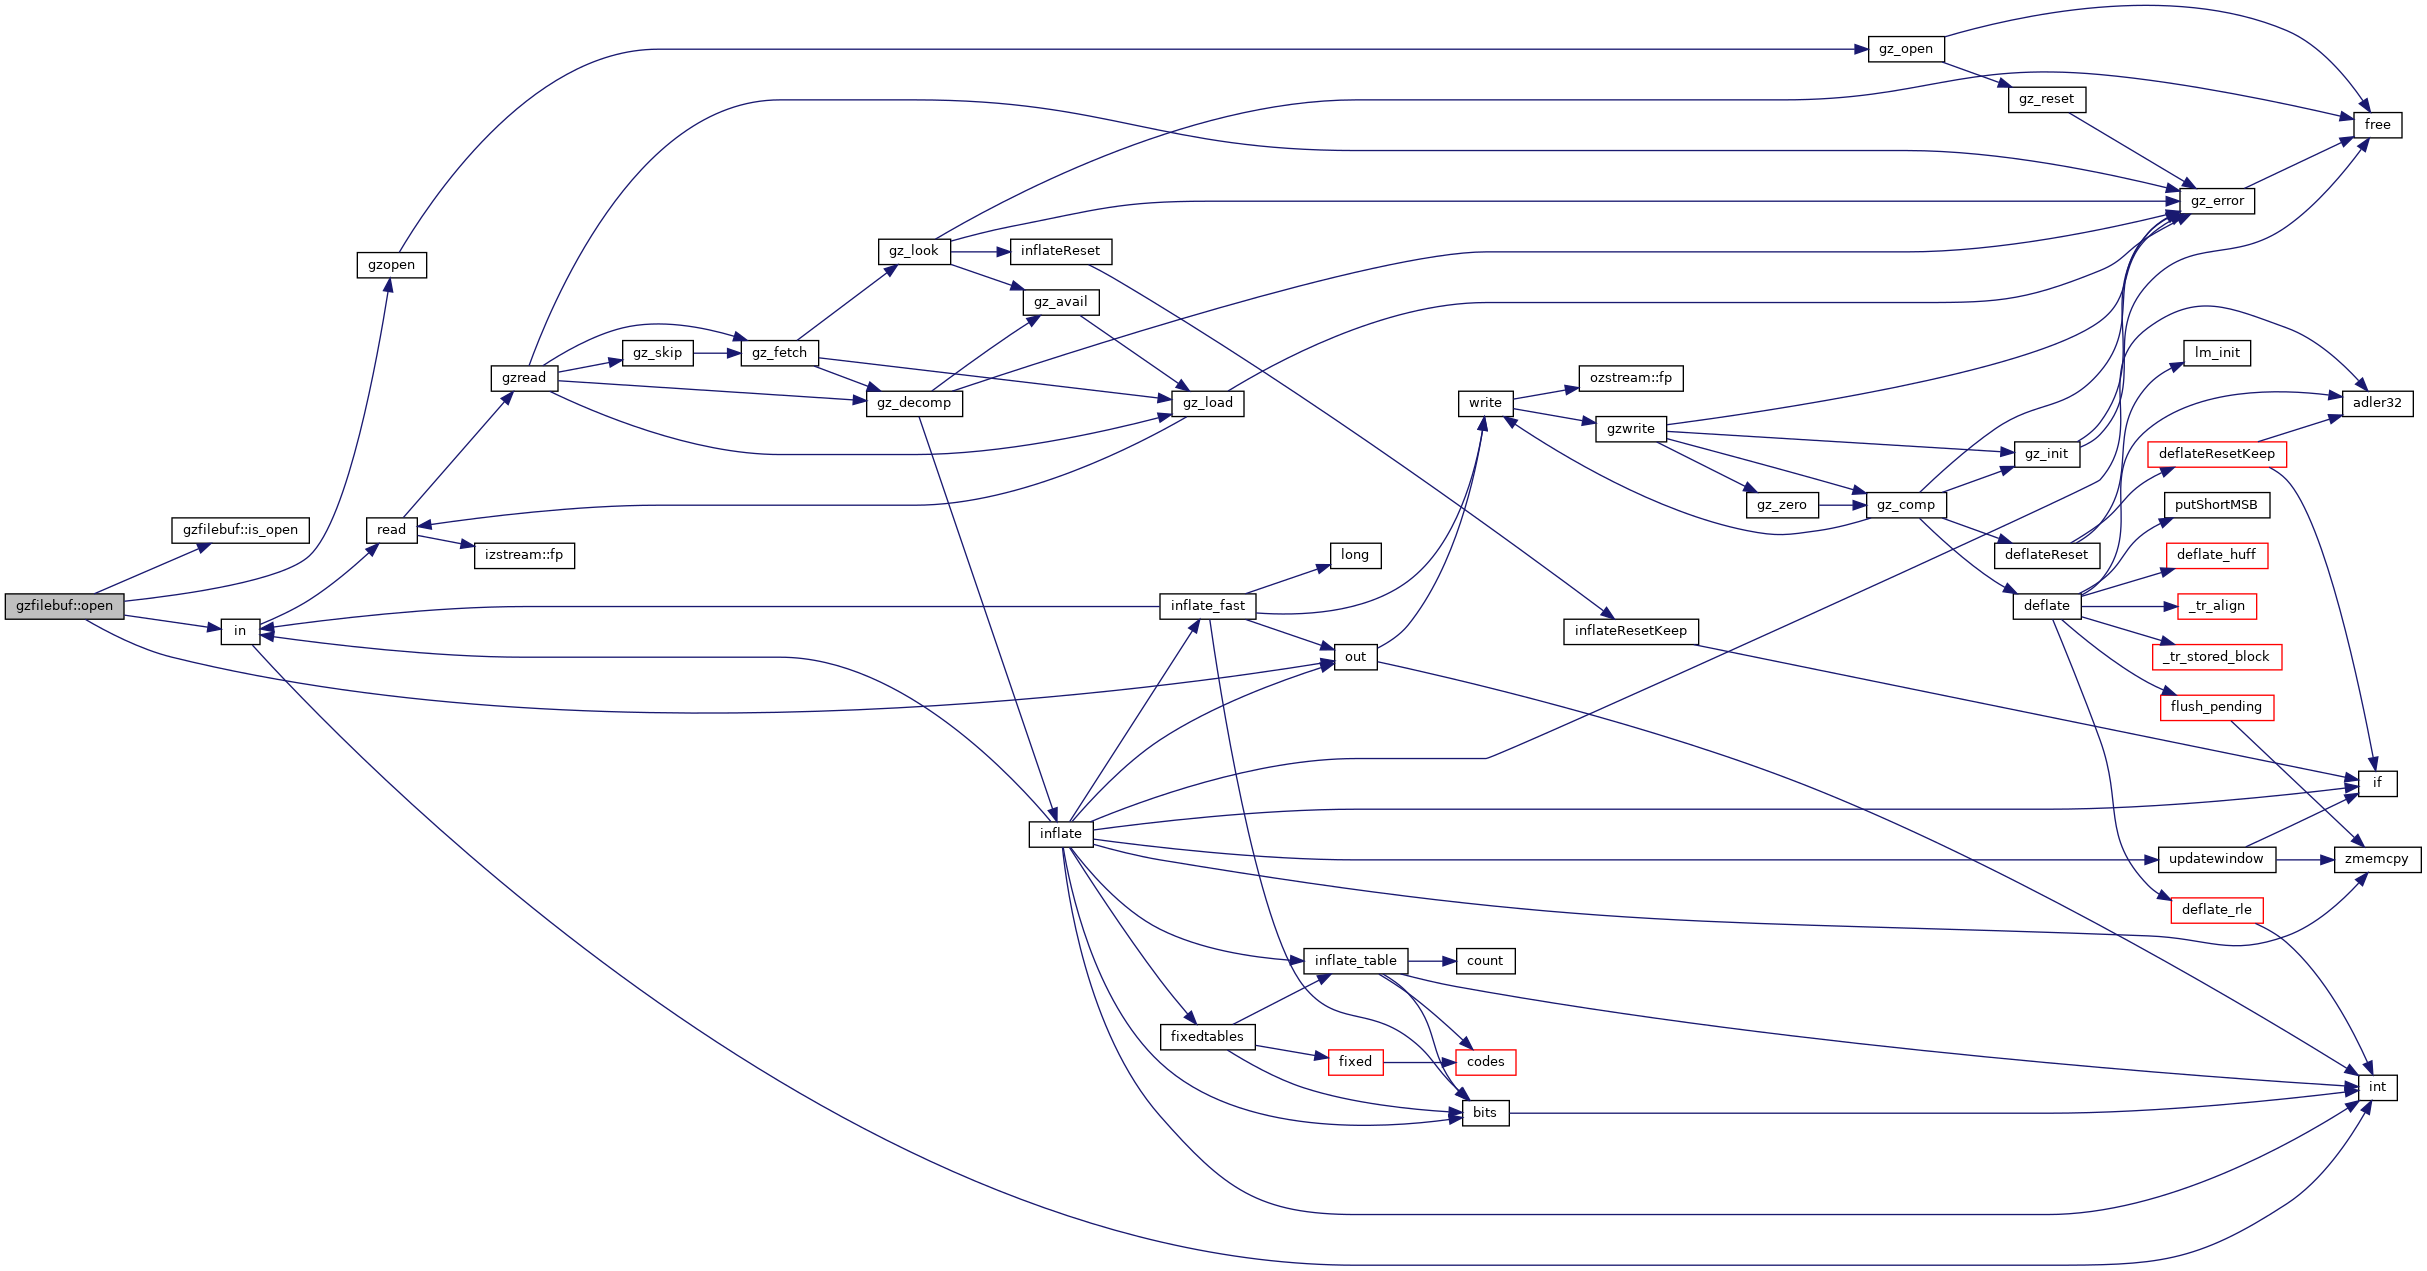 gz_open
gz_reset
free
gz_error
gzopen
gz_look
inflateReset
gz_avail
gz_skip
gz_fetch
gzread
gz_decomp
gz_load
lm_init
ozstream::fp
write
gzwrite
adler32
gz_init
deflateResetKeep
gz_zero
gz_comp
putShortMSB
gzfilebuf::is_open
read
izstream::fp
long
deflateReset
deflate_huff
gzfilebuf::open
in
inflate_fast
deflate
_tr_align
out
inflateResetKeep
_tr_stored_block
flush_pending
if
inflate
updatewindow
zmemcpy
deflate_rle
inflate_table
count
fixedtables
fixed
codes
int
bits